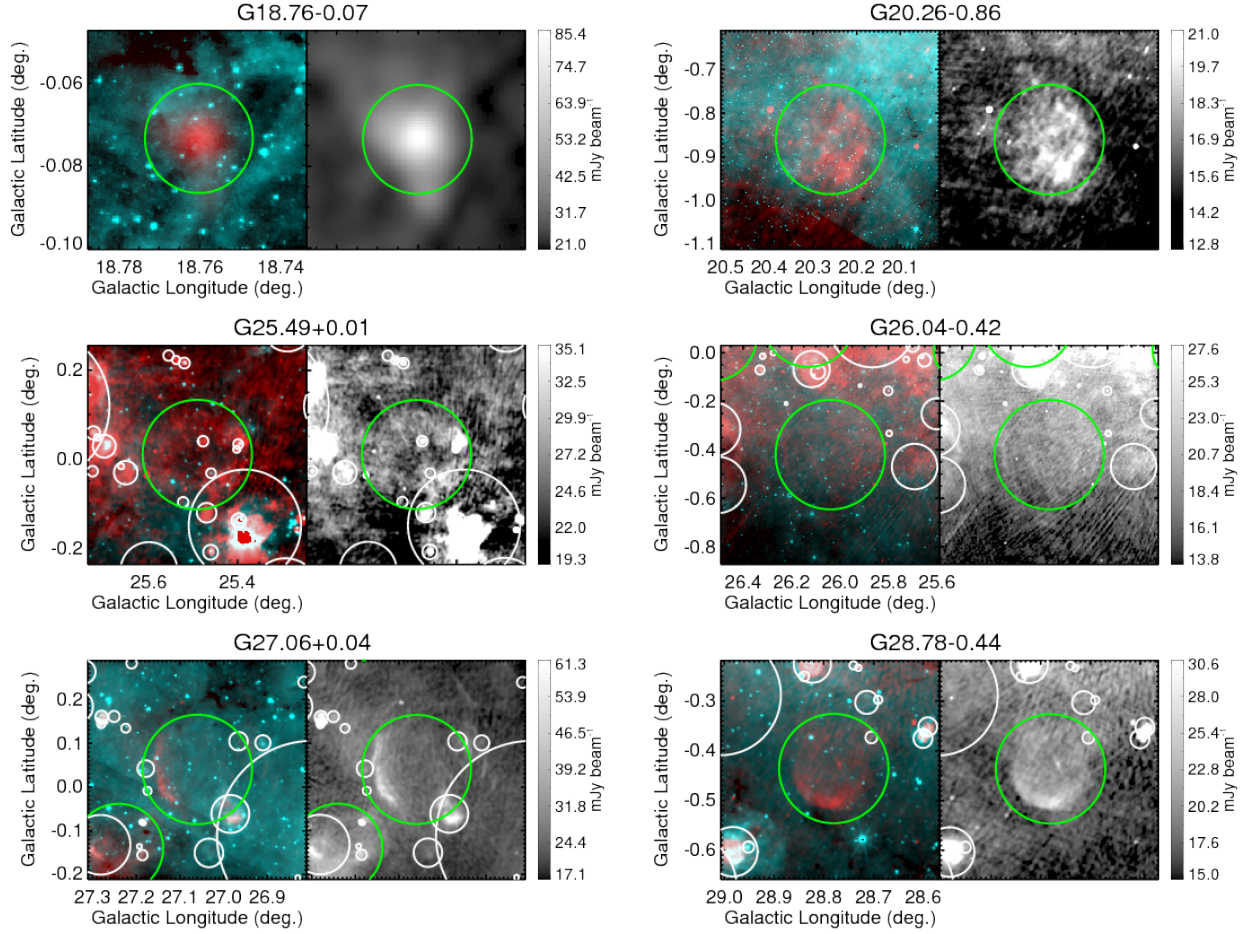 G18.76-0.07
Galactic Latitude (deg.)
-0.06
-0.08
-0.10
18.78 18.76 18.74
Galactic Longitude (deg.)
85.4
74.7
63.9
53.2
42.5
31.7
21.0
mJy beam⁻¹
G20.26-0.86
Galactic Latitude (deg.)
-0.7
-0.8
-0.9
-1.0
-1.1
20.5 20.4 20.3 20.2 20.1
Galactic Longitude (deg.)
21.0
19.7
18.3
16.9
15.5
14.2
12.8
mJy beam⁻¹
G25.49+0.01
Galactic Latitude (deg.)
0.2
0.0
-0.2
25.6 25.4
Galactic Longitude (deg.)
35.1
32.5
29.9
27.2
24.6
22.0
19.3
mJy beam⁻¹
G26.04-0.42
Galactic Latitude (deg.)
0.0
-0.2
-0.4
-0.6
-0.8
26.4 26.2 26.0 25.8 25.6
Galactic Longitude (deg.)
27.6
25.3
23.0
20.7
18.4
16.1
13.8
mJy beam⁻¹
G27.06+0.04
Galactic Latitude (deg.)
0.2
0.1
0.0
-0.1
-0.2
27.3 27.2 27.1 27.0 26.9
Galactic Longitude (deg.)
61.3
53.9
46.5
39.2
31.8
24.4
17.1
mJy beam⁻¹
G28.78-0.44
Galactic Latitude (deg.)
-0.3
-0.4
-0.5
-0.6
29.0 28.9 28.8 28.7 28.6
Galactic Longitude (deg.)
30.6
28.0
25.4
22.8
20.2
17.6
15.0
mJy beam⁻¹